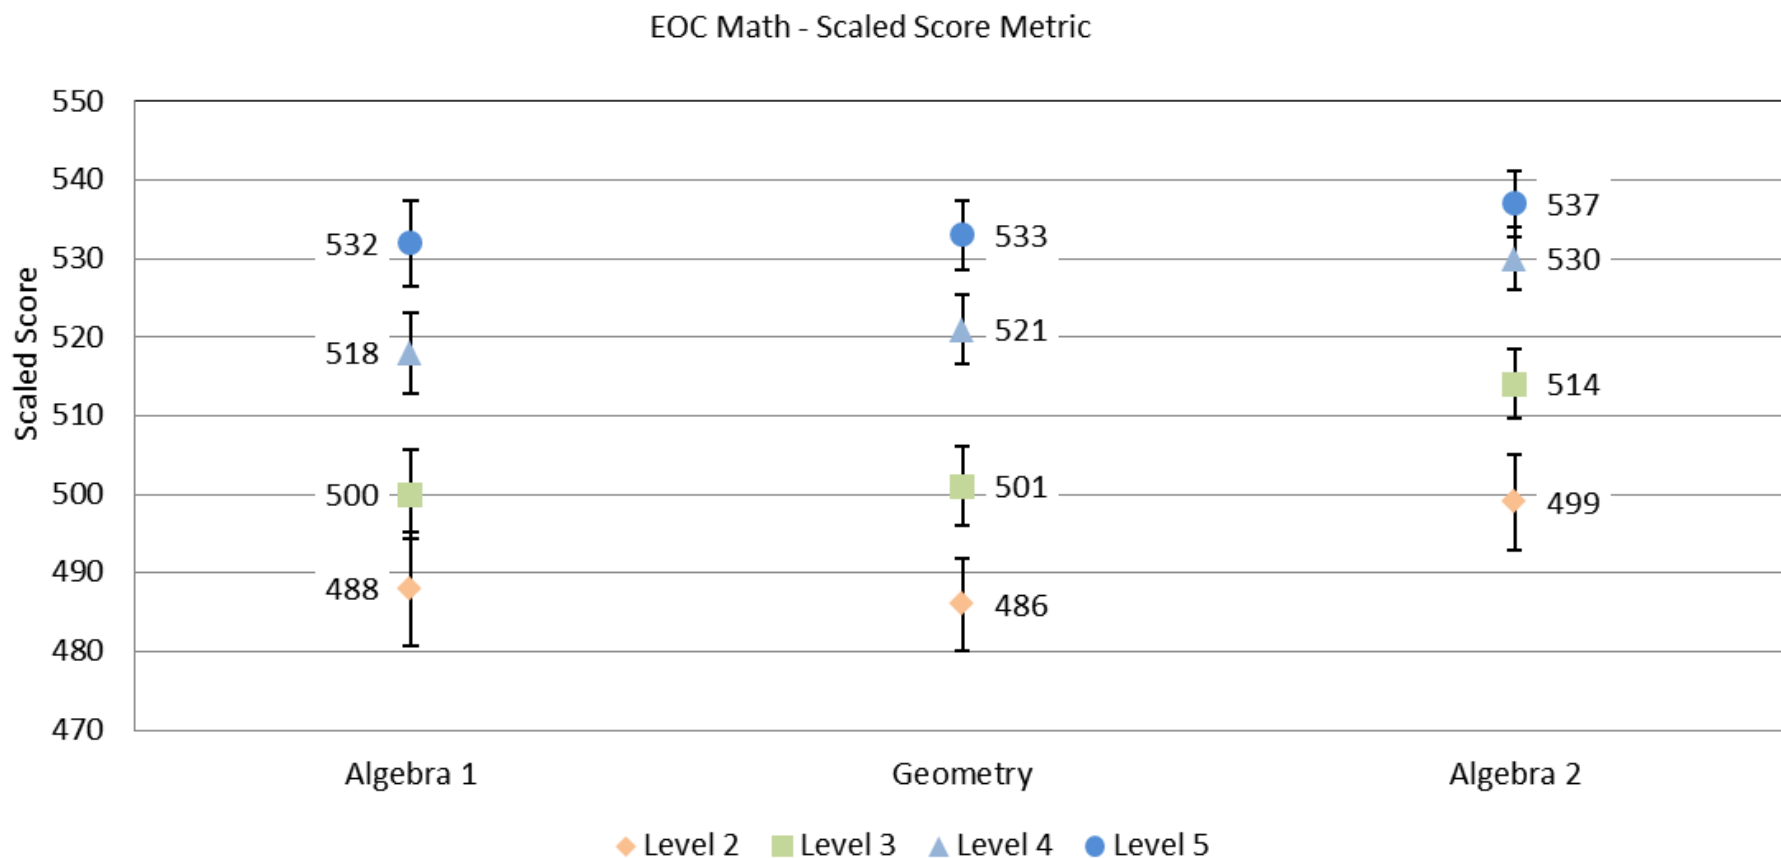 EOC Math - Scaled Score Metric
550
540
530
520
510
500
490
480
470
Scaled Score
532
518
500
488
533
521
501
486
537
530
514
499
Algebra 1
Geometry
Algebra 2
Level 2
Level 3
Level 4
Level 5